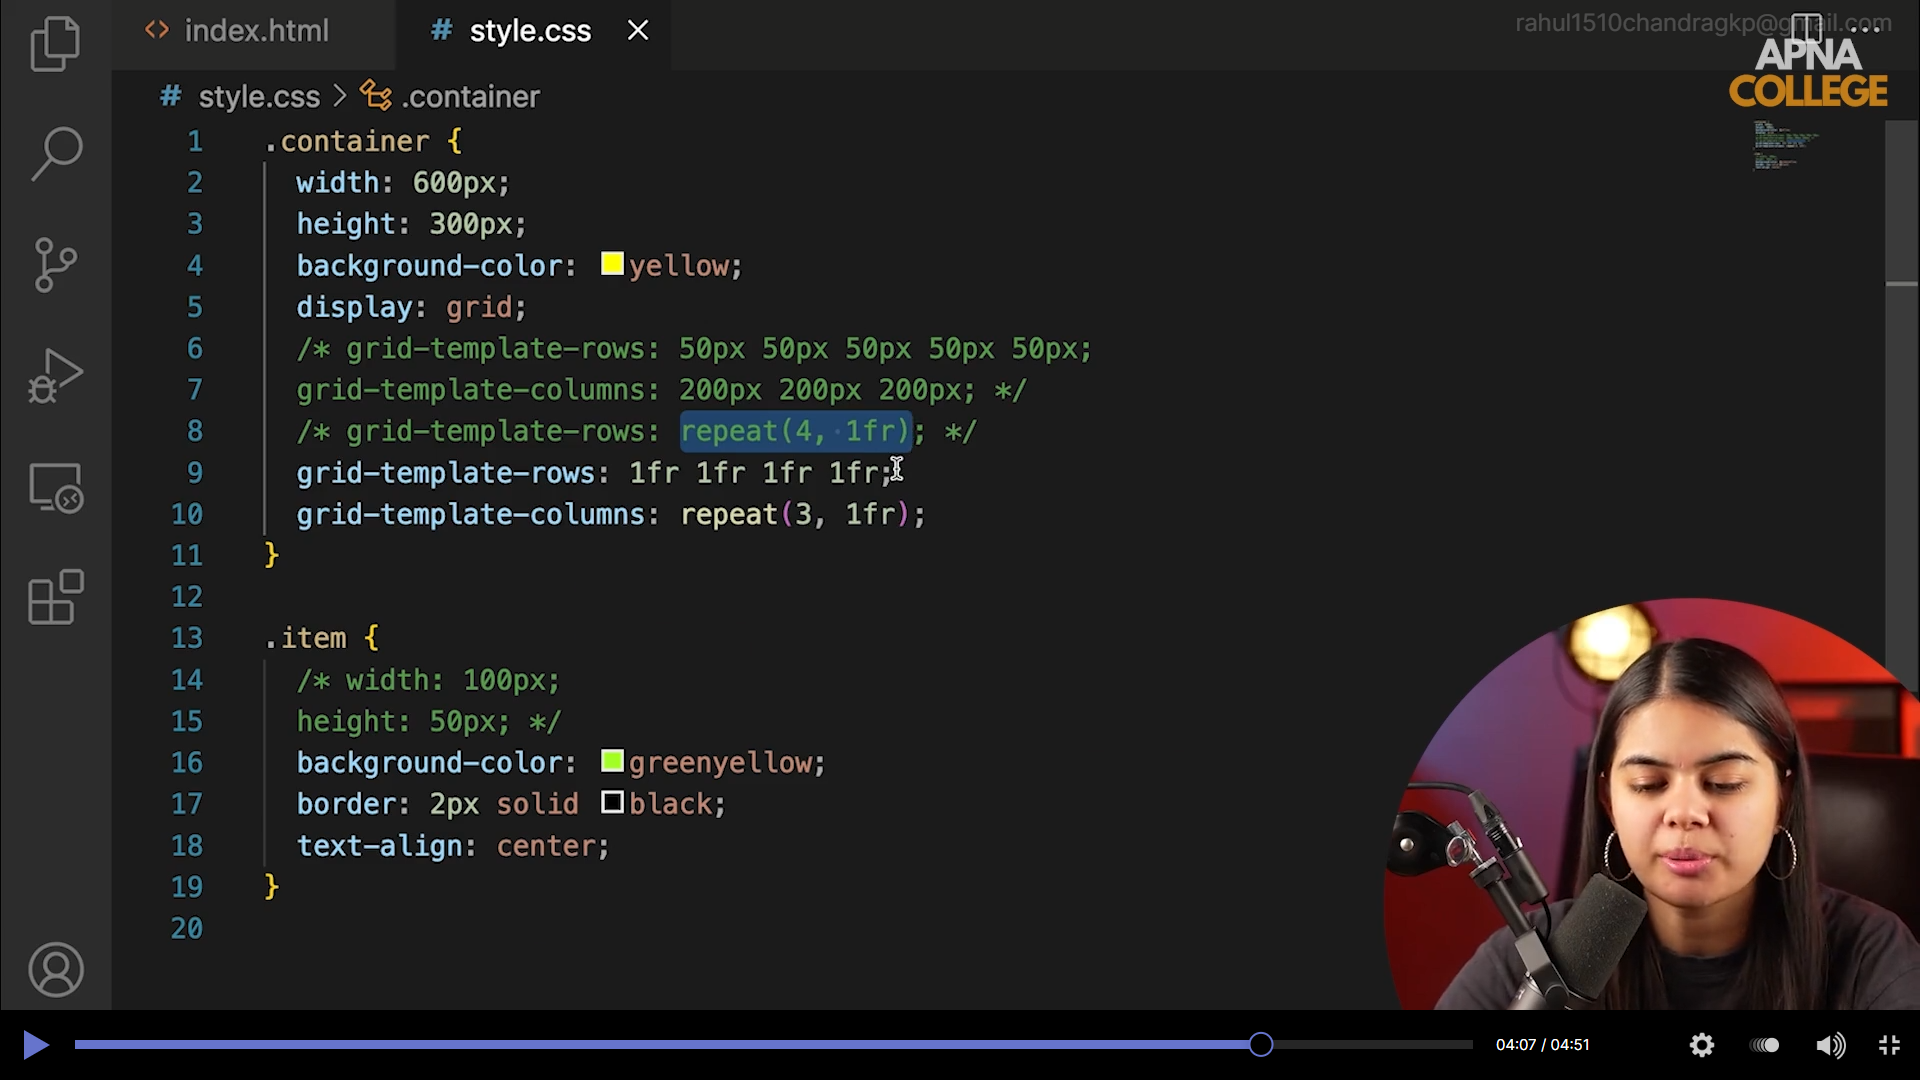 index.html
style.css
rahul1510chandragkp@gmail.com
APNA
COLLEGE
style.css > .container
1 .container {
2 width: 600px;
3 height: 300px;
4 background-color: yellow;
5 display: grid;
6 /* grid-template-rows: 50px 50px 50px 50px 50px;
7 grid-template-columns: 200px 200px 200px; */
8 /* grid-template-rows: repeat(4, 1fr); */
9 grid-template-rows: 1fr 1fr 1fr 1fr;
10 grid-template-columns: repeat(3, 1fr);
11 }
12
13 .item {
14 /* width: 100px;
15 height: 50px; */
16 background-color: greenyellow;
17 border: 2px solid black;
18 text-align: center;
19 }
20
04:07 / 04:51